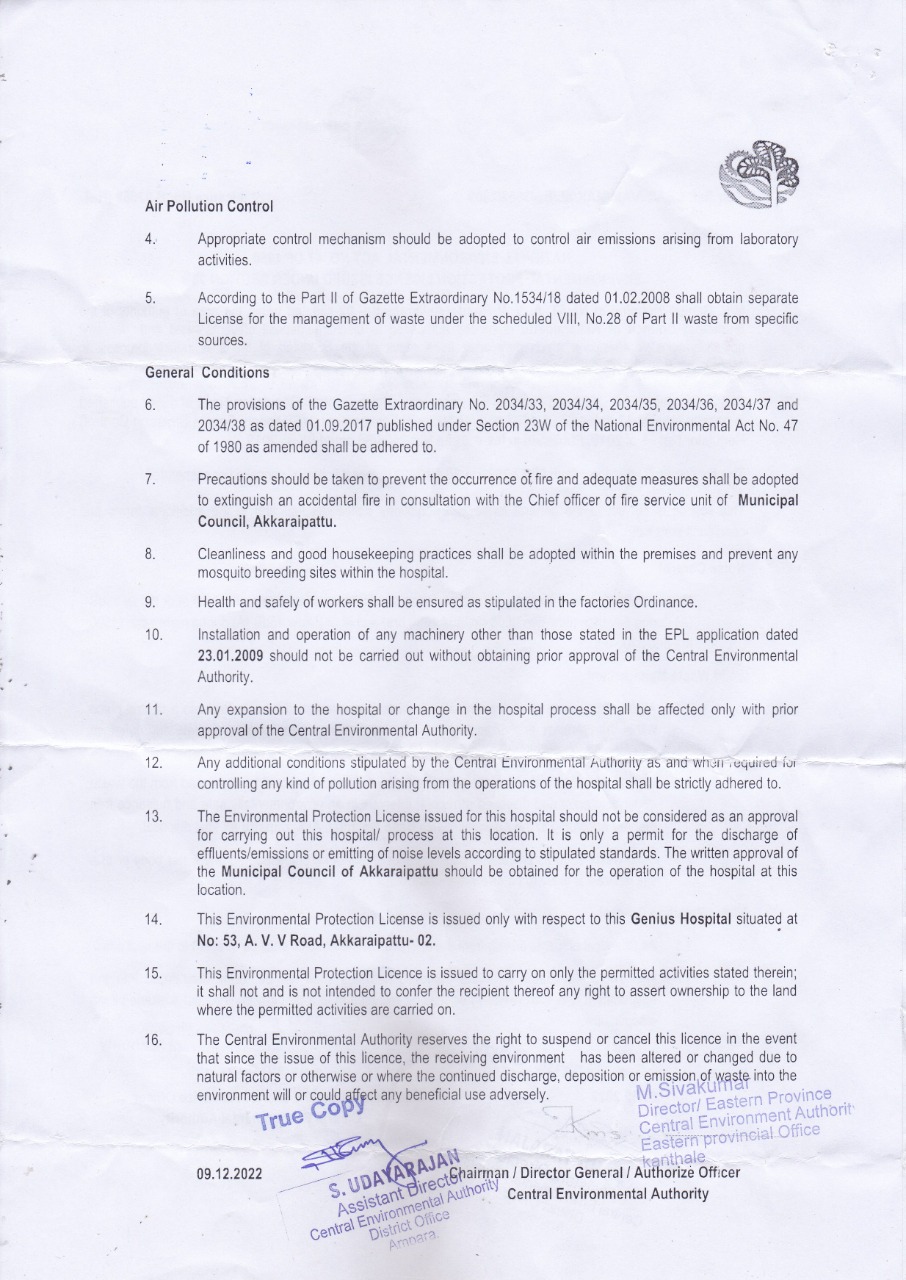 Air Pollution Control
4. Appropriate control mechanism should be adopted to control air emissions arising from laboratory
activities.
5. According to the Part II of Gazette Extraordinary No.1534/18 dated 01.02.2008 shall obtain separate
License for the management of waste under the scheduled VIII, No.28 of Part II waste from specific
sources.
General Conditions
6. The provisions of the Gazette Extraordinary No. 2034/33, 2034/34, 2034/35, 2034/36, 2034/37 and
2034/38 as dated 01.09.2017 published under Section 23W of the National Environmental Act No. 47
of 1980 as amended shall be adhered to.
7. Precautions should be taken to prevent the occurrence of fire and adequate measures shall be adopted
to extinguish an accidental fire in consultation with the Chief officer of fire service unit of Municipal
Council, Akkaraipattu.
8. Cleanliness and good housekeeping practices shall be adopted within the premises and prevent any
mosquito breeding sites within the hospital.
9. Health and safely of workers shall be ensured as stipulated in the factories Ordinance.
10. Installation and operation of any machinery other than those stated in the EPL application dated
23.01.2009 should not be carried out without obtaining prior approval of the Central Environmental
Authority.
11. Any expansion to the hospital or change in the hospital process shall be affected only with prior
approval of the Central Environmental Authority.
12. Any additional conditions stipulated by the Central Environmental Authority as and when required for
controlling any kind of pollution arising from the operations of the hospital shall be strictly adhered to.
13. The Environmental Protection License issued for this hospital should not be considered as an approval
for carrying out this hospital/ process at this location. It is only a permit for the discharge of
effluents/emissions or emitting of noise levels according to stipulated standards. The written approval of
the Municipal Council of Akkaraipattu should be obtained for the operation of the hospital at this
location.
14. This Environmental Protection License is issued only with respect to this Genius Hospital situated at
No: 53, A. V. V Road, Akkaraipattu- 02.
15. This Environmental Protection Licence is issued to carry on only the permitted activities stated therein;
it shall not and is not intended to confer the recipient thereof any right to assert ownership to the land
where the permitted activities are carried on.
16. The Central Environmental Authority reserves the right to suspend or cancel this licence in the event
that since the issue of this licence, the receiving environment has been altered or changed due to
natural factors or otherwise or where the continued discharge, deposition or emission of waste into the
environment will or could affect any beneficial use adversely.
True Copy
M.Sivakumar
Director/ Eastern Province
Central Environment Authorit
Eastern provincial Office
kanthale
09.12.2022
S. UDAYARAJAN
Assistant Director
Central Environmental Authority
District Office
Ampara.
Chairman / Director General / Authorize Officer
Central Environmental Authority